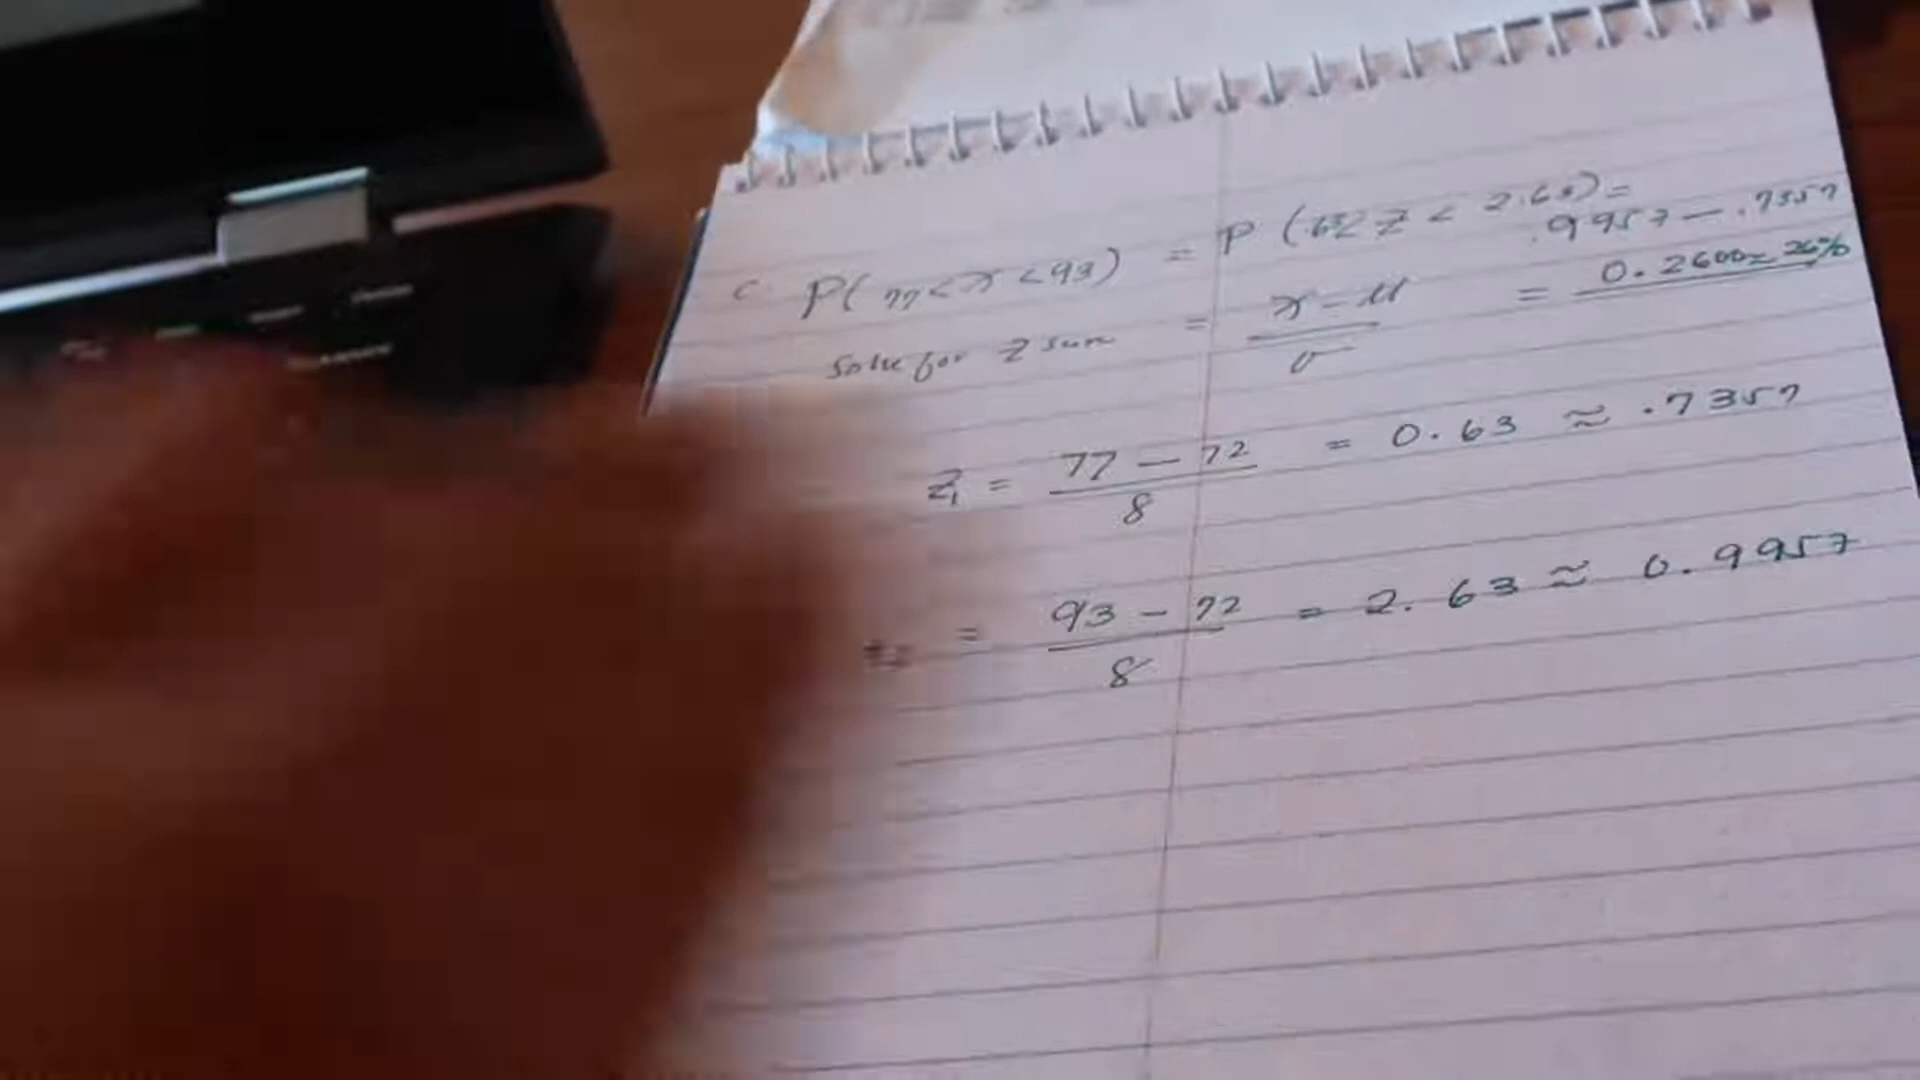 c. P(77<x<93) = P(.63<Z< 2.63)=
.9957 - .7357
solve for Z = x-μ / σ = 0.2600≈ 26%
Z1 = 77-72 / 8 = 0.63 ≈ .7357
Z2 = 93-72 / 8 = 2.63 ≈ 0.9957